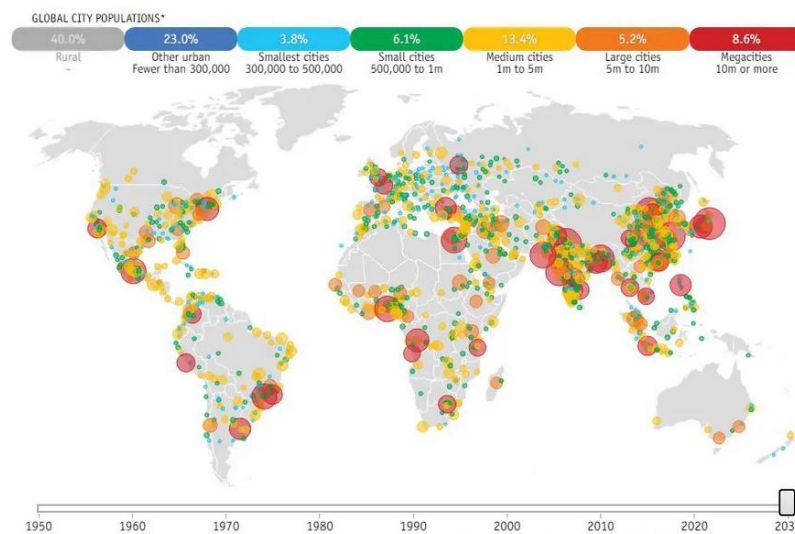 GLOBAL CITY POPULATIONS*
40.0% 23.0% 3.8% 6.1% 13.4% 5.2% 8.6%
Rural Other urban Smallest cities Small cities Medium cities Large cities Megacities
– Fewer than 300,000 300,000 to 500,000 500,000 to 1m 1m to 5m 5m to 10m 10m or more
1950 1960 1970 1980 1990 2000 2010 2020 203